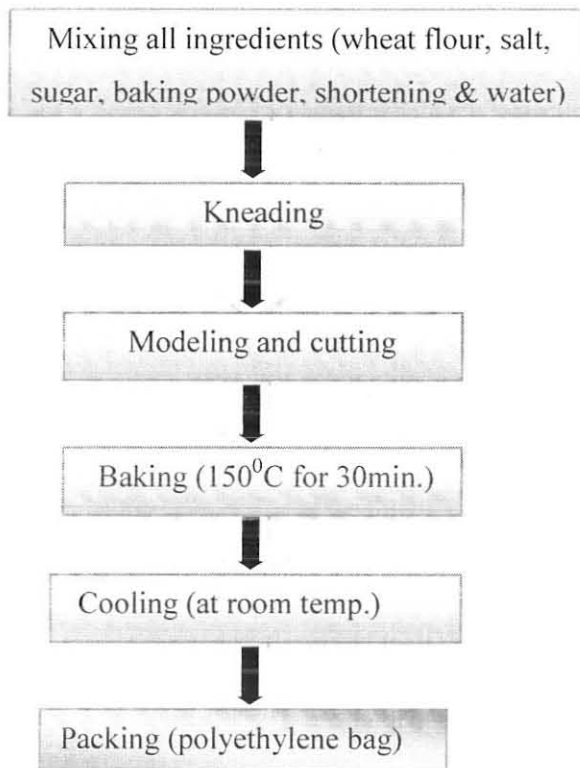 Mixing all ingredients (wheat flour, salt,
sugar, baking powder, shortening & water)
Kneading
Modeling and cutting
Baking (150⁰C for 30min.)
Cooling (at room temp.)
Packing (polyethylene bag)